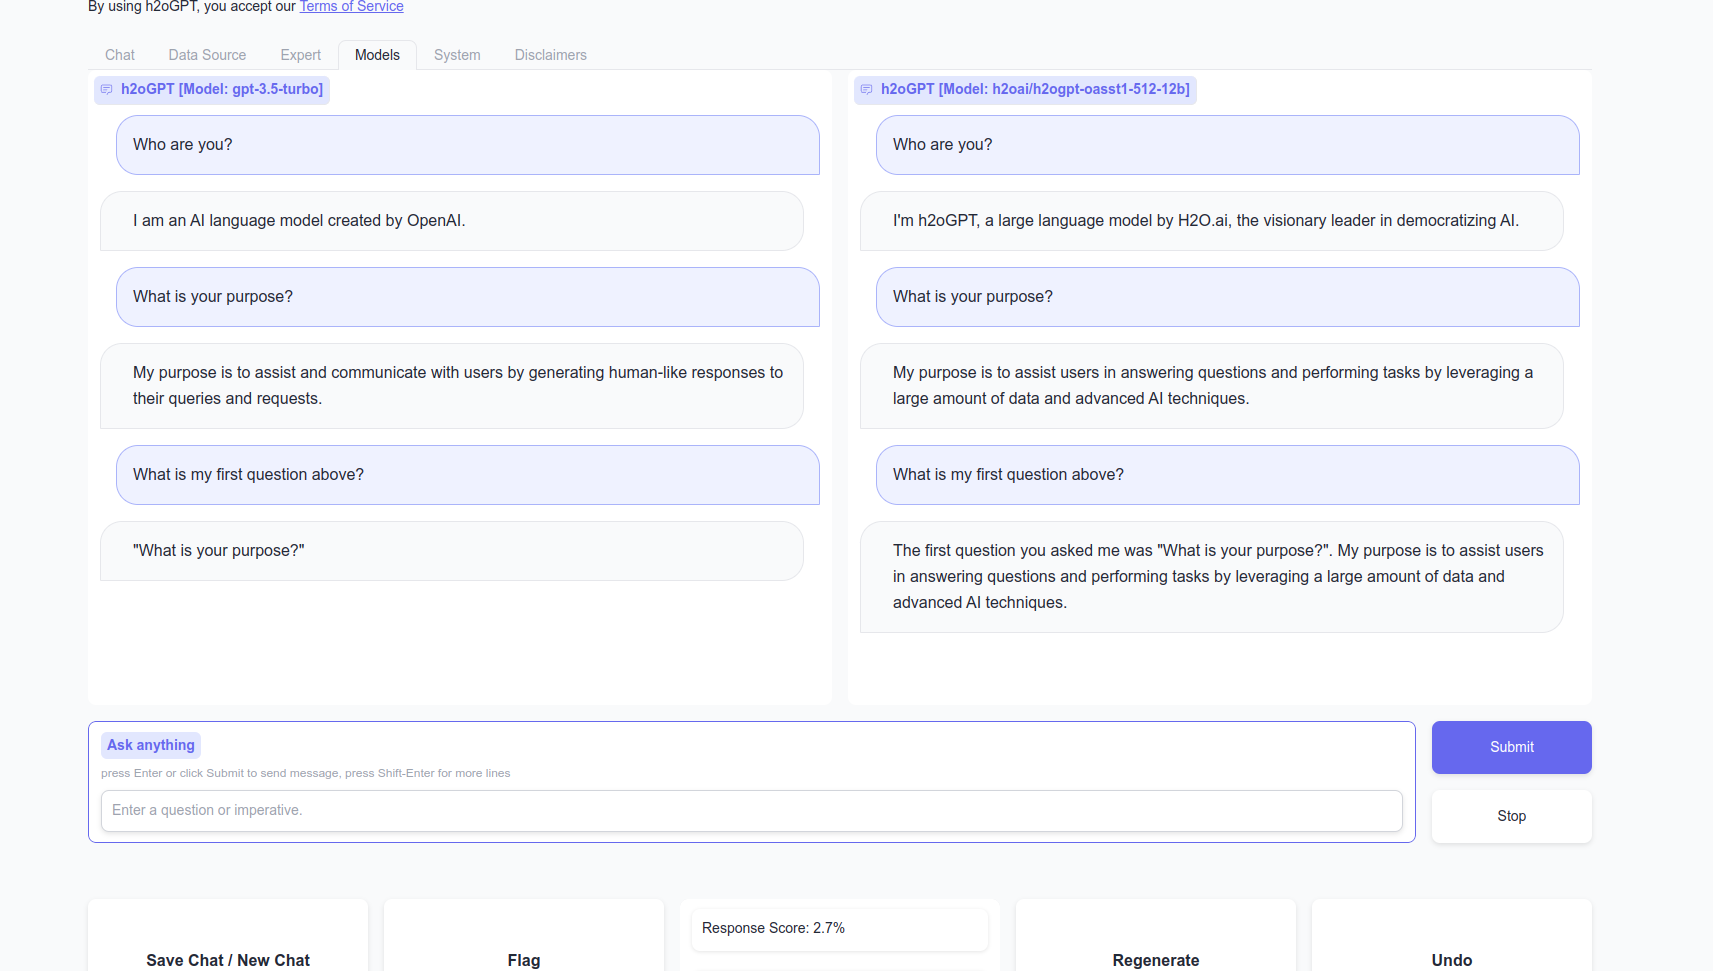 By using h2oGPT, you accept our Terms of Service
Chat Data Source Expert Models System Disclaimers
h2oGPT [Model: gpt-3.5-turbo]
Who are you?
I am an AI language model created by OpenAI.
What is your purpose?
My purpose is to assist and communicate with users by generating human-like responses to
their queries and requests.
What is my first question above?
"What is your purpose?"
h2oGPT [Model: h2oai/h2ogpt-oasst1-512-12b]
Who are you?
I'm h2oGPT, a large language model by H2O.ai, the visionary leader in democratizing AI.
What is your purpose?
My purpose is to assist users in answering questions and performing tasks by leveraging a
large amount of data and advanced AI techniques.
What is my first question above?
The first question you asked me was "What is your purpose?". My purpose is to assist users
in answering questions and performing tasks by leveraging a large amount of data and
advanced AI techniques.
Ask anything
press Enter or click Submit to send message, press Shift-Enter for more lines
Enter a question or imperative.
Submit
Stop
Save Chat / New Chat
Flag
Response Score: 2.7%
Regenerate
Undo